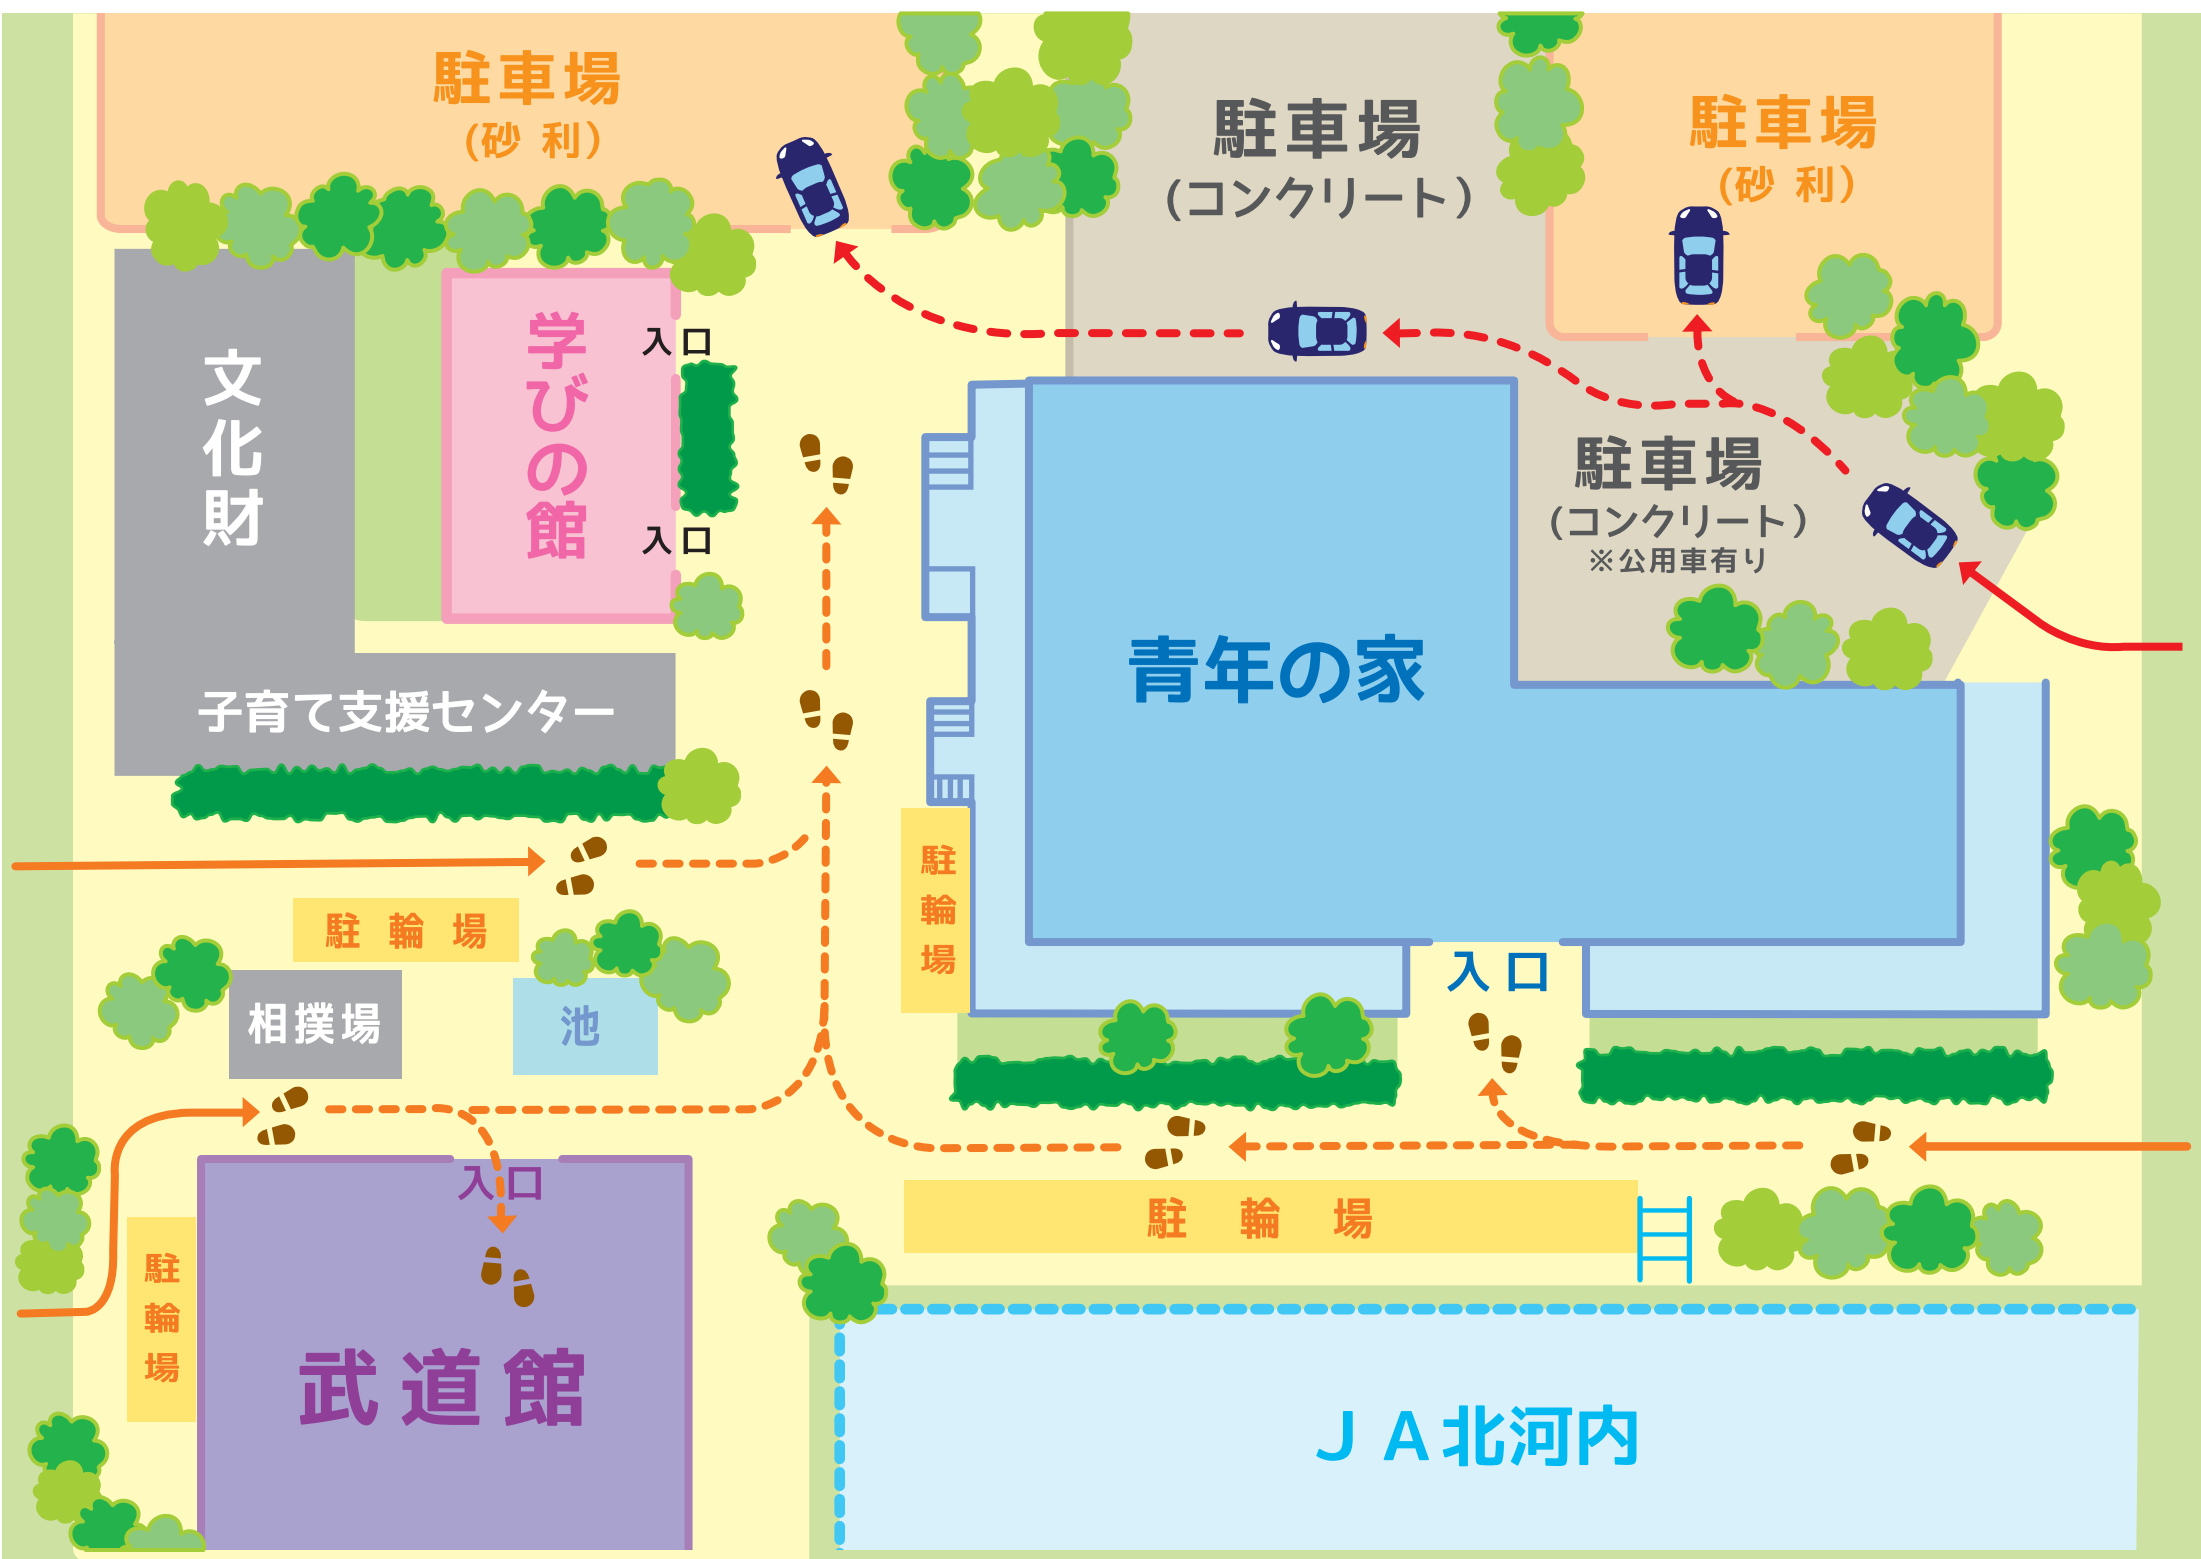 駐車場
(砂 利)
駐車場
(コンクリート)
駐車場
(砂 利)
文化財
学びの館
入口
入口
駐車場
(コンクリート)
※公用車有り
青年の家
子育て支援センター
駐輪場
駐輪場
相撲場
池
入口
入口
駐輪場
駐輪場
武道館
ＪＡ北河内